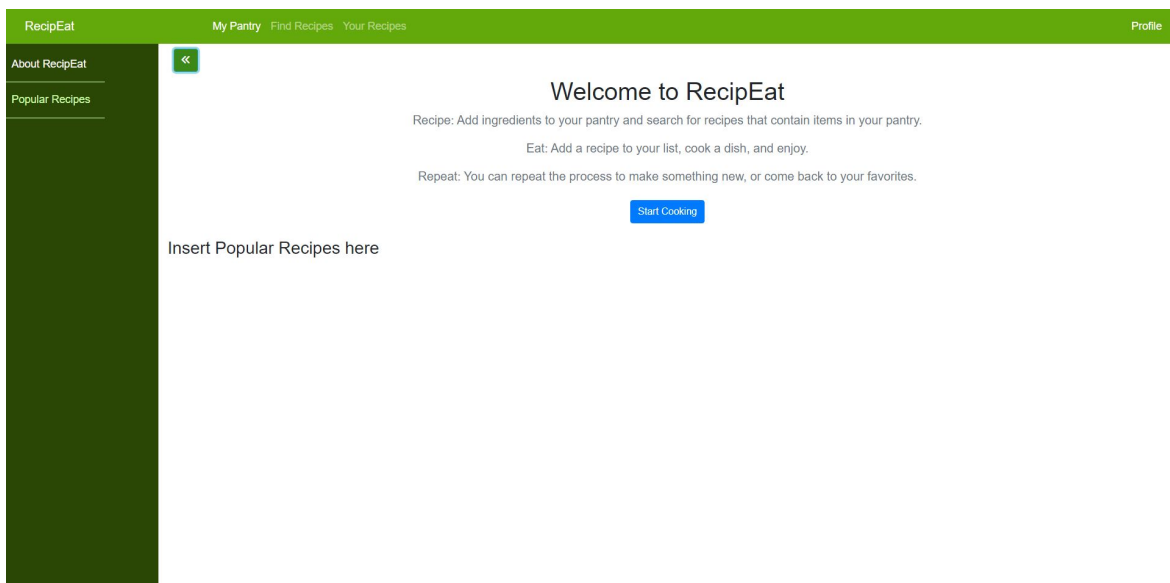 RecipEat My Pantry Find Recipes Your Recipes Profile
About RecipEat
Popular Recipes
Welcome to RecipEat
Recipe: Add ingredients to your pantry and search for recipes that contain items in your pantry.
Eat: Add a recipe to your list, cook a dish, and enjoy.
Repeat: You can repeat the process to make something new, or come back to your favorites.
Start Cooking
Insert Popular Recipes here